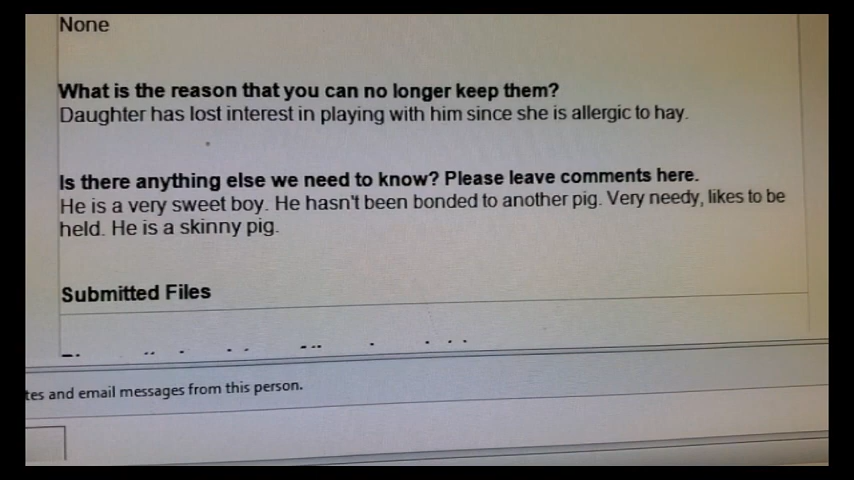 None
What is the reason that you can no longer keep them?
Daughter has lost interest in playing with him since she is allergic to hay.
Is there anything else we need to know? Please leave comments here.
He is a very sweet boy. He hasn't been bonded to another pig. Very needy, likes to be
held. He is a skinny pig.
Submitted Files
tes and email messages from this person.